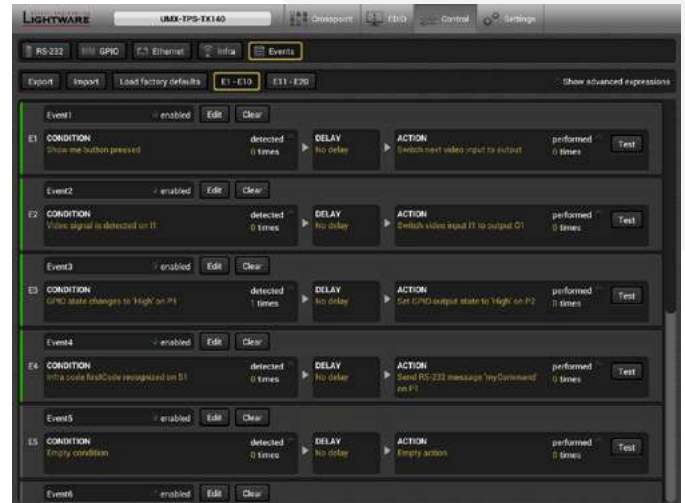 LIGHTWARE UMX-TPS-TX140 Crosspoint EDID Control Settings
RS-232 GPIO Ethernet Infra Events
Export Import Load factory defaults E1 - E10 E11 - E20 Show advanced expressions
Event1 enabled Edit Clear
E1 CONDITION detected DELAY ACTION performed Test
Show me button pressed 0 times No delay Switch next video input to output 0 times
Event2 enabled Edit Clear
E2 CONDITION detected DELAY ACTION performed Test
Video signal is detected on I1 0 times No delay Switch video input I1 to output O1 0 times
Event3 enabled Edit Clear
E3 CONDITION detected DELAY ACTION performed Test
GPIO state changes to 'High' on P1 1 times No delay Set GPIO output state to 'High' on P2 0 times
Event4 enabled Edit Clear
E4 CONDITION detected DELAY ACTION performed Test
Infra code firstCode recognized on S1 0 times No delay Send RS-232 message 'myCommand' 0 times
on P1
Event5 enabled Edit Clear
E5 CONDITION detected DELAY ACTION performed Test
Empty condition 0 times No delay Empty action 0 times
Event6 enabled Edit Clear